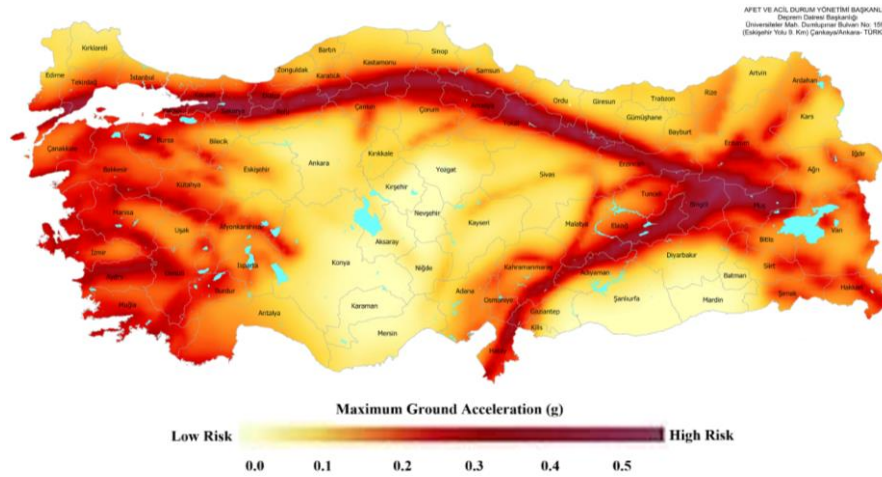 AFET VE ACİL DURUM YÖNETİMİ BAŞKANLI
Deprem Dairesi Başkanlığı
Üniversiteler Mah. Dumlupınar Bulvarı No: 159
(Eskişehir Yolu 9. Km) Çankaya/Ankara- TÜRKİ
Kırklareli
Edirne
Tekirdağ
İstanbul
Zonguldak
Bartın
Karabük
Kastamonu
Sinop
Samsun
Çankırı
Çorum
Ordu
Giresun
Trabzon
Rize
Artvin
Ardahan
Gümüşhane
Bayburt
Kars
Iğdır
Ağrı
Çanakkale
Bursa
Bilecik
Balıkesir
Kütahya
Eskişehir
Ankara
Kırıkkale
Yozgat
Sivas
Tunceli
Bingöl
Muş
Manisa
Uşak
Afyonkarahisar
Kırşehir
Nevşehir
Kayseri
Malatya
Elazığ
Bitlis
Van
İzmir
Aydın
Isparta
Konya
Aksaray
Niğde
Kahramanmaraş
Adıyaman
Diyarbakır
Batman
Siirt
Hakkari
Muğla
Burdur
Antalya
Karaman
Mersin
Adana
Osmaniye
Gaziantep
Kilis
Şanlıurfa
Mardin
Şırnak
Hatay
Maximum Ground Acceleration (g)
Low Risk
High Risk
0.0 0.1 0.2 0.3 0.4 0.5